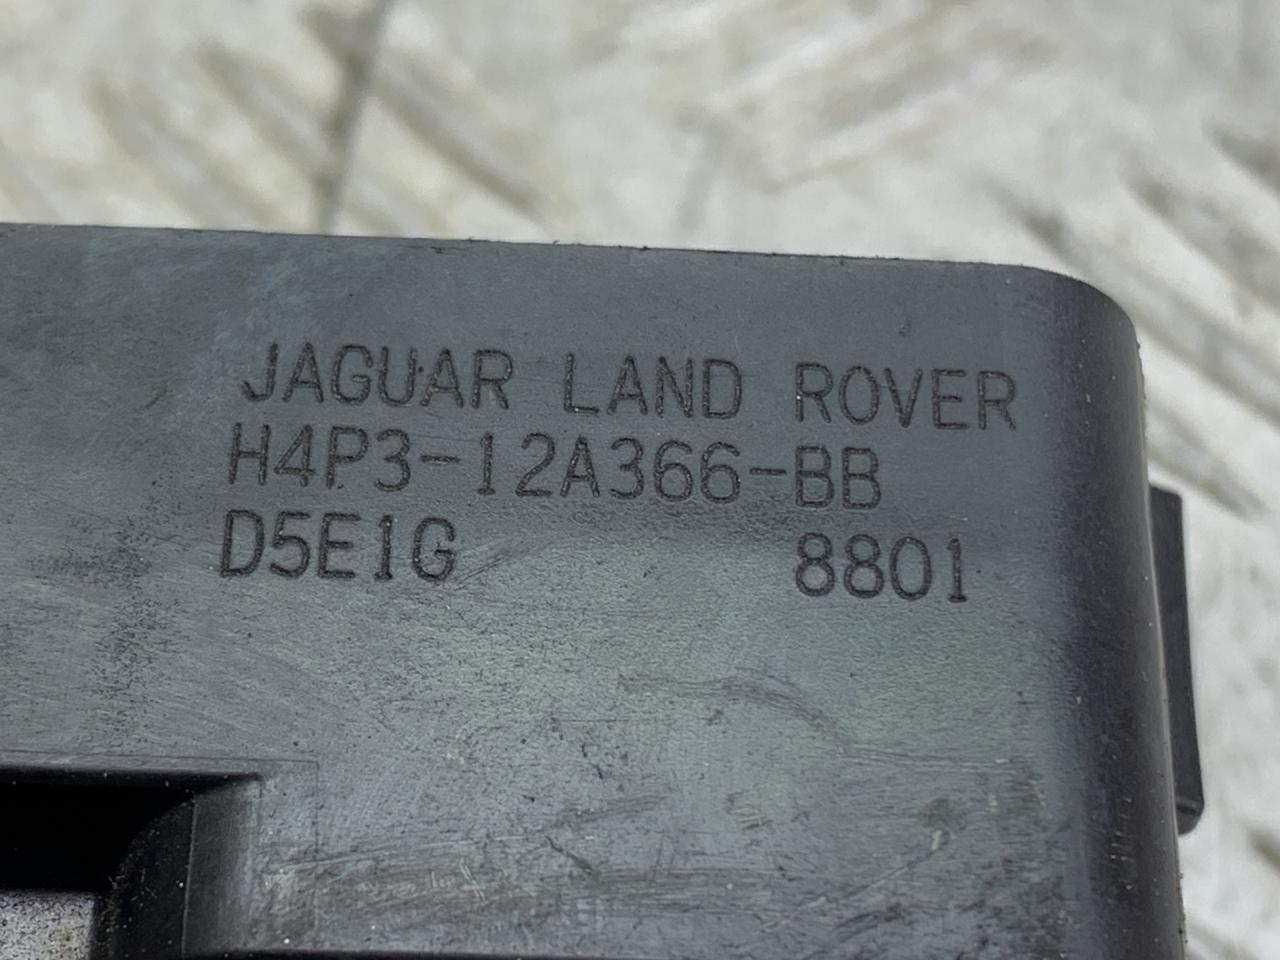 JAGUAR LAND ROVER
H4P3-12A366-BB
D5E1G 8801